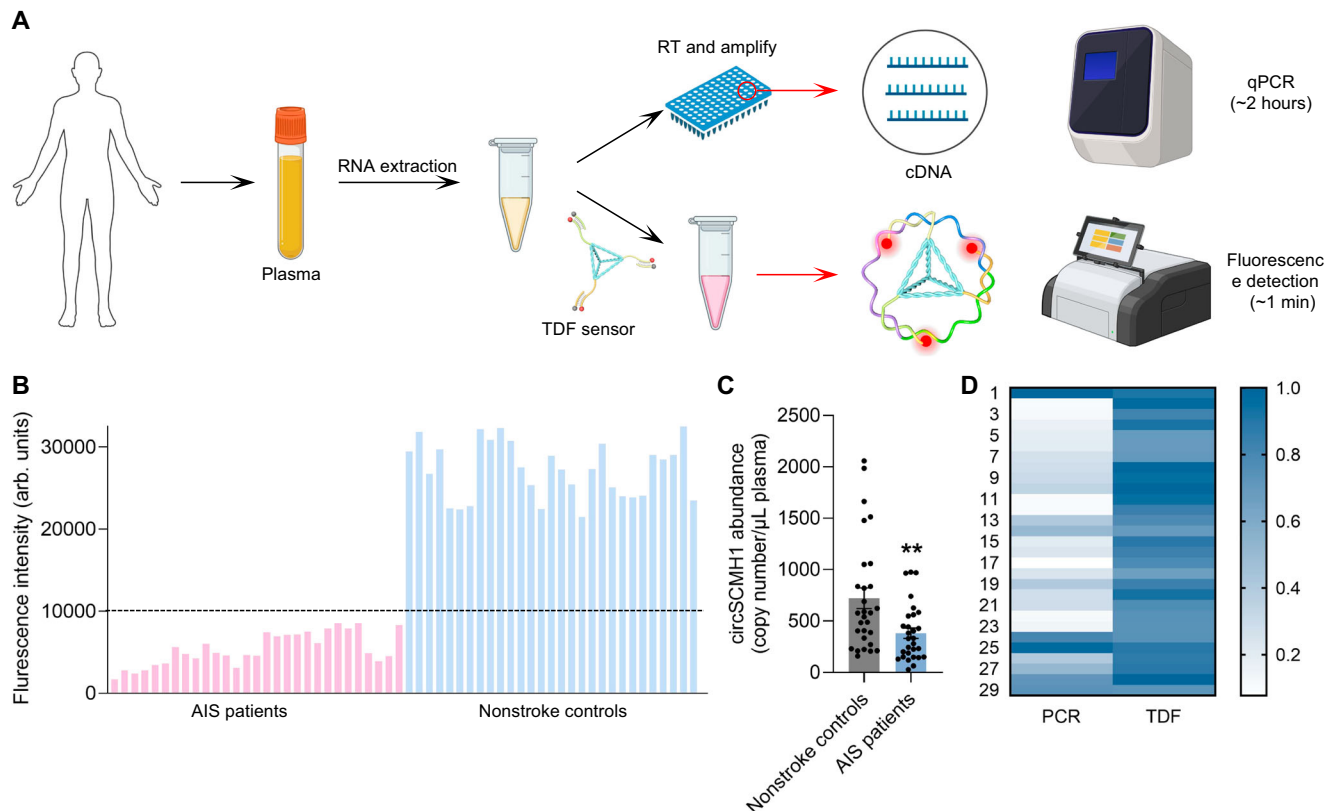 A
RT and amplify
qPCR
(~2 hours)
RNA extraction
cDNA
Plasma
TDF sensor
Fluorescenc
e detection
(~1 min)
B
Flurescence intensity (arb. units)
30000
20000
10000
0
AIS patients
Nonstroke controls
C
circSCMH1 abundance
(copy number/µL plasma)
2500
2000
1500
1000
500
0
**
Nonstroke controls
AIS patients
D
1
3
5
7
9
11
13
15
17
19
21
23
25
27
29
PCR
TDF
1.0
0.8
0.6
0.4
0.2